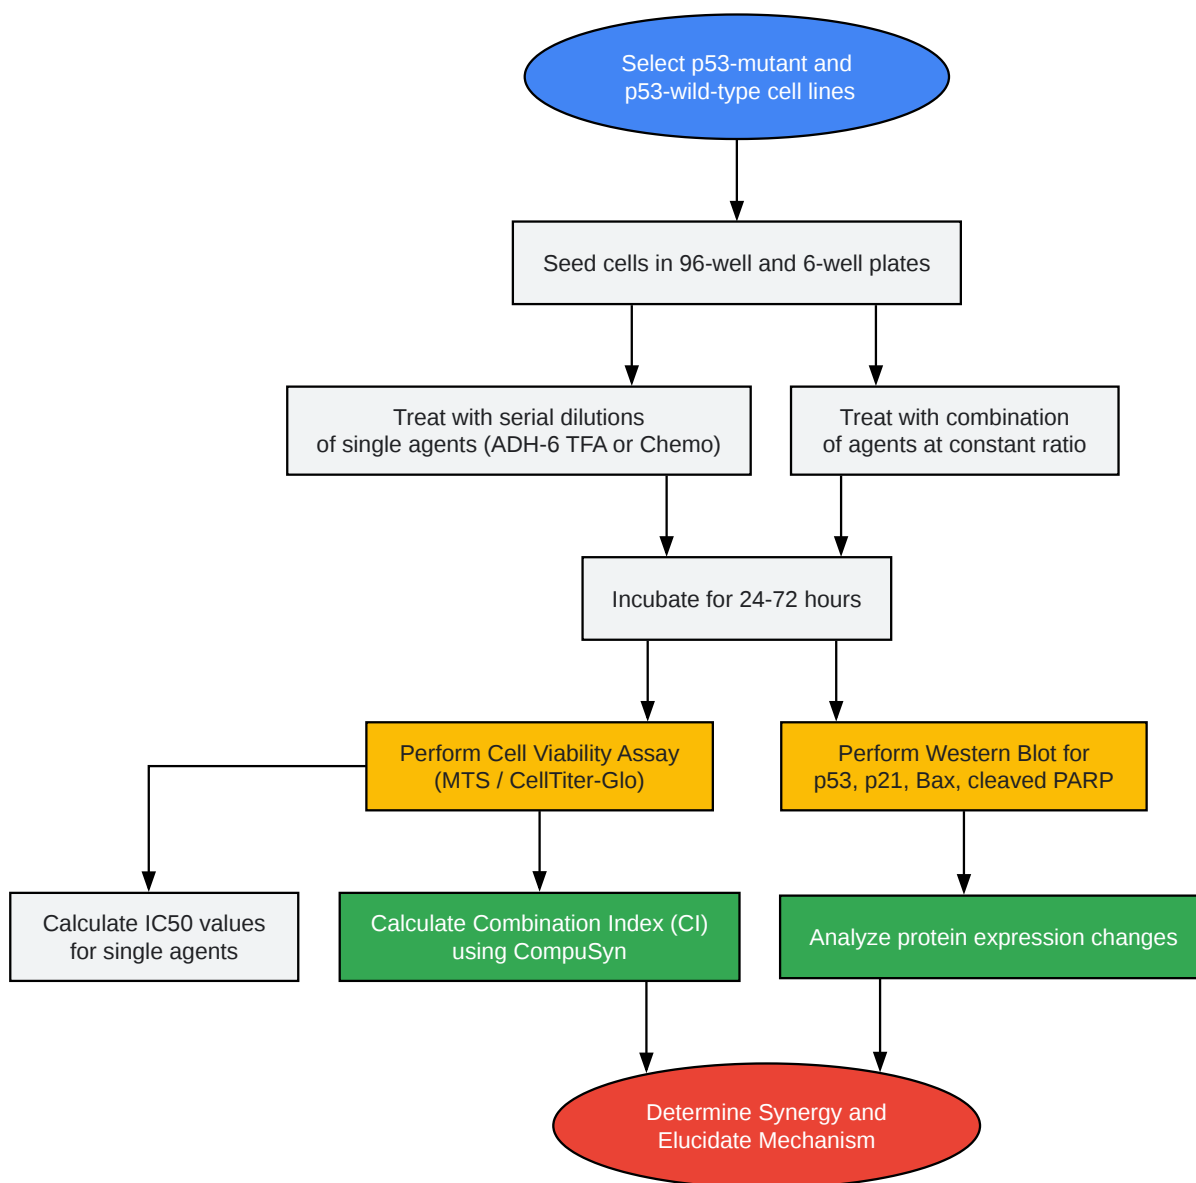 Select p53-mutant and
p53-wild-type cell lines
Seed cells in 96-well and 6-well plates
Treat with serial dilutions
of single agents (ADH-6 TFA or Chemo)
Treat with combination
of agents at constant ratio
Incubate for 24-72 hours
Perform Cell Viability Assay
(MTS / CellTiter-Glo)
Perform Western Blot for
p53, p21, Bax, cleaved PARP
Calculate IC50 values
for single agents
Calculate Combination Index (CI)
using CompuSyn
Analyze protein expression changes
Determine Synergy and
Elucidate Mechanism